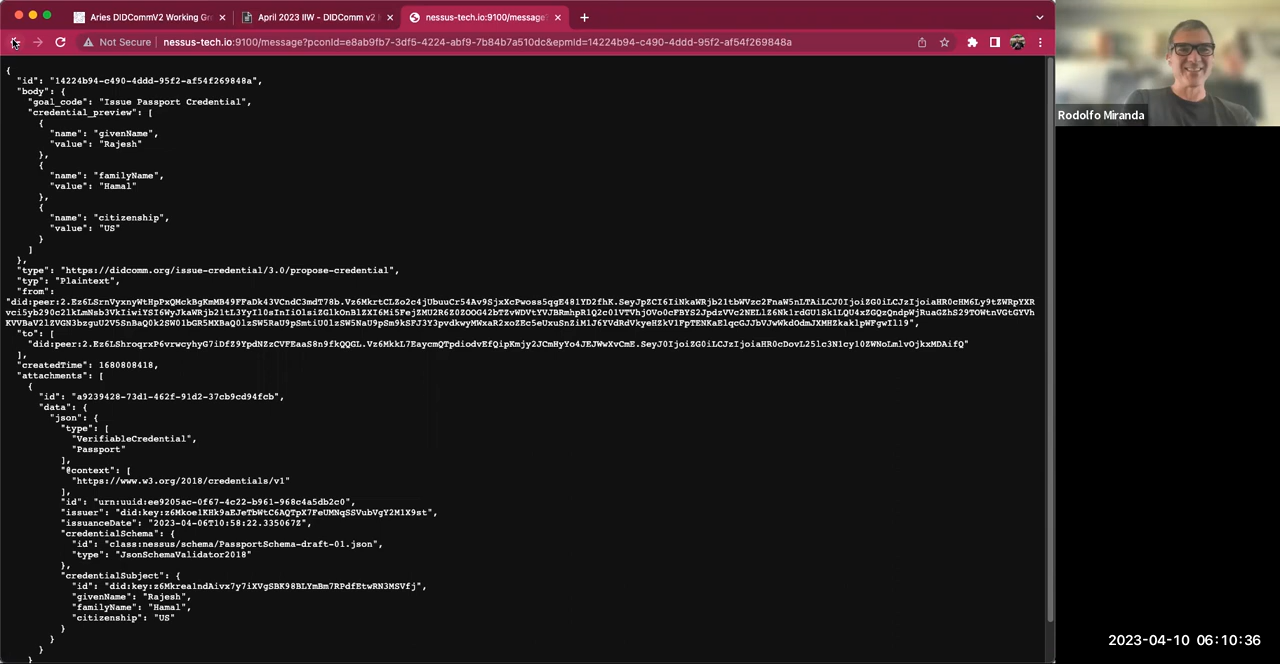 Aries DIDCommV2 Working Gr
April 2023 IIW - DIDComm v2 M
nessus-tech.io:9100/message?
Not Secure
nessus-tech.io:9100/message?pconId=e8ab9fb7-3df5-4224-abf9-7b84b7a510dc&epmId=14224b94-c490-4ddd-95f2-af54f269848a
{
"id": "14224b94-c490-4ddd-95f2-af54f269848a",
"body": {
"goal_code": "Issue Passport Credential",
"credential_preview": [
{
"name": "givenName",
"value": "Rajesh"
},
{
"name": "familyName",
"value": "Hamal"
},
{
"name": "citizenship",
"value": "US"
}
]
},
"type": "https://didcomm.org/issue-credential/3.0/propose-credential",
"typ": "Plaintext",
"from":
"to": [
],
"createdTime": 1680808418,
"attachments": [
{
"id": "a9239428-73d1-462f-91d2-37cb9cd94fcb",
"data": {
"json": {
"type": [
"VerifiableCredential",
"Passport"
],
"@context": [
"https://www.w3.org/2018/credentials/v1"
],
"id": "urn:uuid:ee9205ac-0f67-4c22-b961-968c4a5db2c0",
"issuer":
"issuanceDate": "2023-04-06T10:58:22.335067Z",
"credentialSchema": {
"id": "class:nessus/schema/PassportSchema-draft-01.json",
"type": "JsonSchemaValidator2018"
},
"credentialSubject": {
"id":
"givenName": "Rajesh",
"familyName": "Hamal",
"citizenship": "US"
}
}
}
}
Rodolfo Miranda
2023-04-10 06:10:36